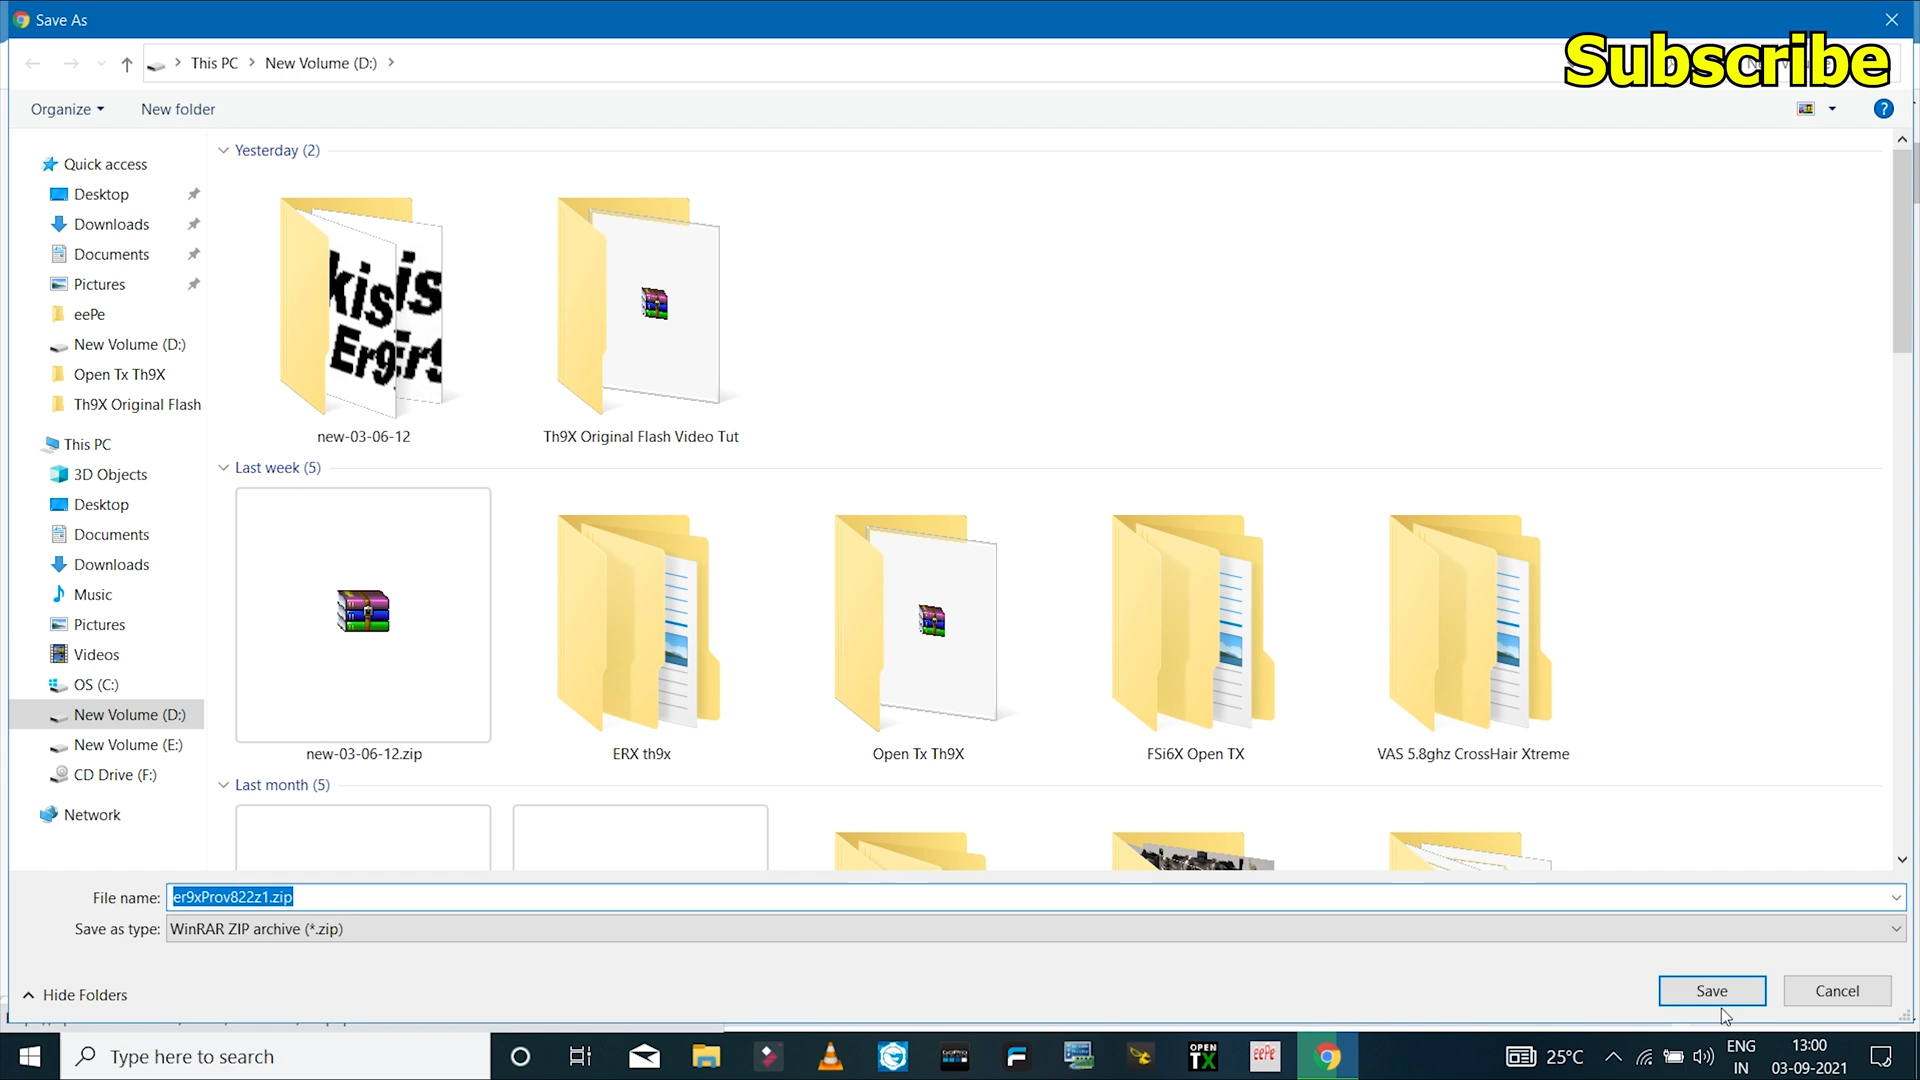 Save As
Subscribe
This PC > New Volume (D:) >
Organize
New folder
Quick access
Desktop
Downloads
Documents
Pictures
eePe
New Volume (D:)
Open Tx Th9X
Th9X Original Flash
This PC
3D Objects
Desktop
Documents
Downloads
Music
Pictures
Videos
OS (C:)
New Volume (D:)
New Volume (E:)
CD Drive (F:)
Network
Yesterday (2)
new-03-06-12
Th9X Original Flash Video Tut
Last week (5)
new-03-06-12.zip
ERX th9x
Open Tx Th9X
FSi6X Open TX
VAS 5.8ghz CrossHair Xtreme
Last month (5)
File name: er9xProv822z1.zip
Save as type: WinRAR ZIP archive (*.zip)
Hide Folders
Save
Cancel
Type here to search
GoPro
OPEN TX
eePe
25°C
ENG
IN
13:00
03-09-2021